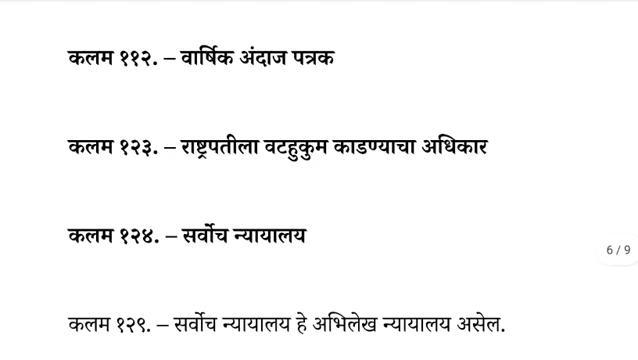 कलम ११२. – वार्षिक अंदाज पत्रक
कलम १२३. – राष्ट्रपतीला वटहुकुम काडण्याचा अधिकार
कलम १२४. – सर्वोच न्यायालय
6 / 9
कलम १२९. – सर्वोच न्यायालय हे अभिलेख न्यायालय असेल.